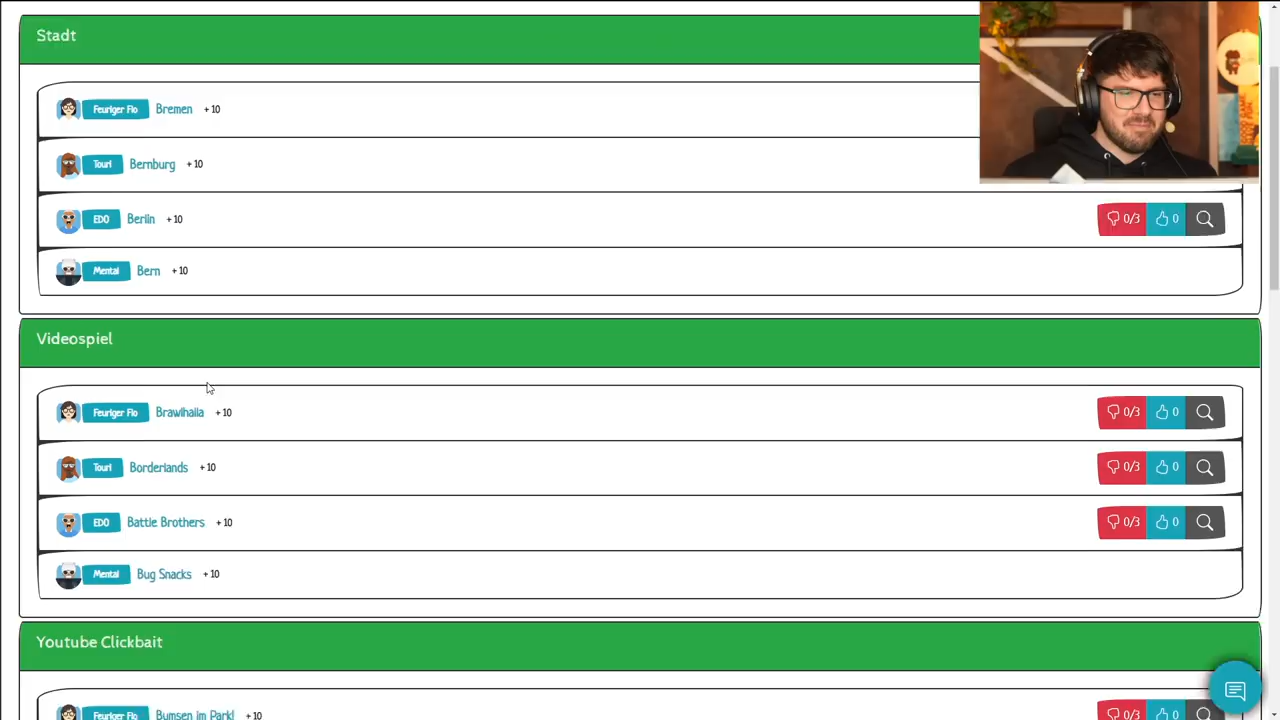 Stadt
Feuriger Flo Bremen +10
Touri Bernburg +10
EDO Berlin +10 0/3 0
Mental Bern +10
Videospiel
Feuriger Flo Brawlhalla +10 0/3 0
Touri Borderlands +10 0/3 0
EDO Battle Brothers +10 0/3 0
Mental Bug Snacks +10
Youtube Clickbait
Feuriger Flo Bumsen im Park! +10 0/3 0